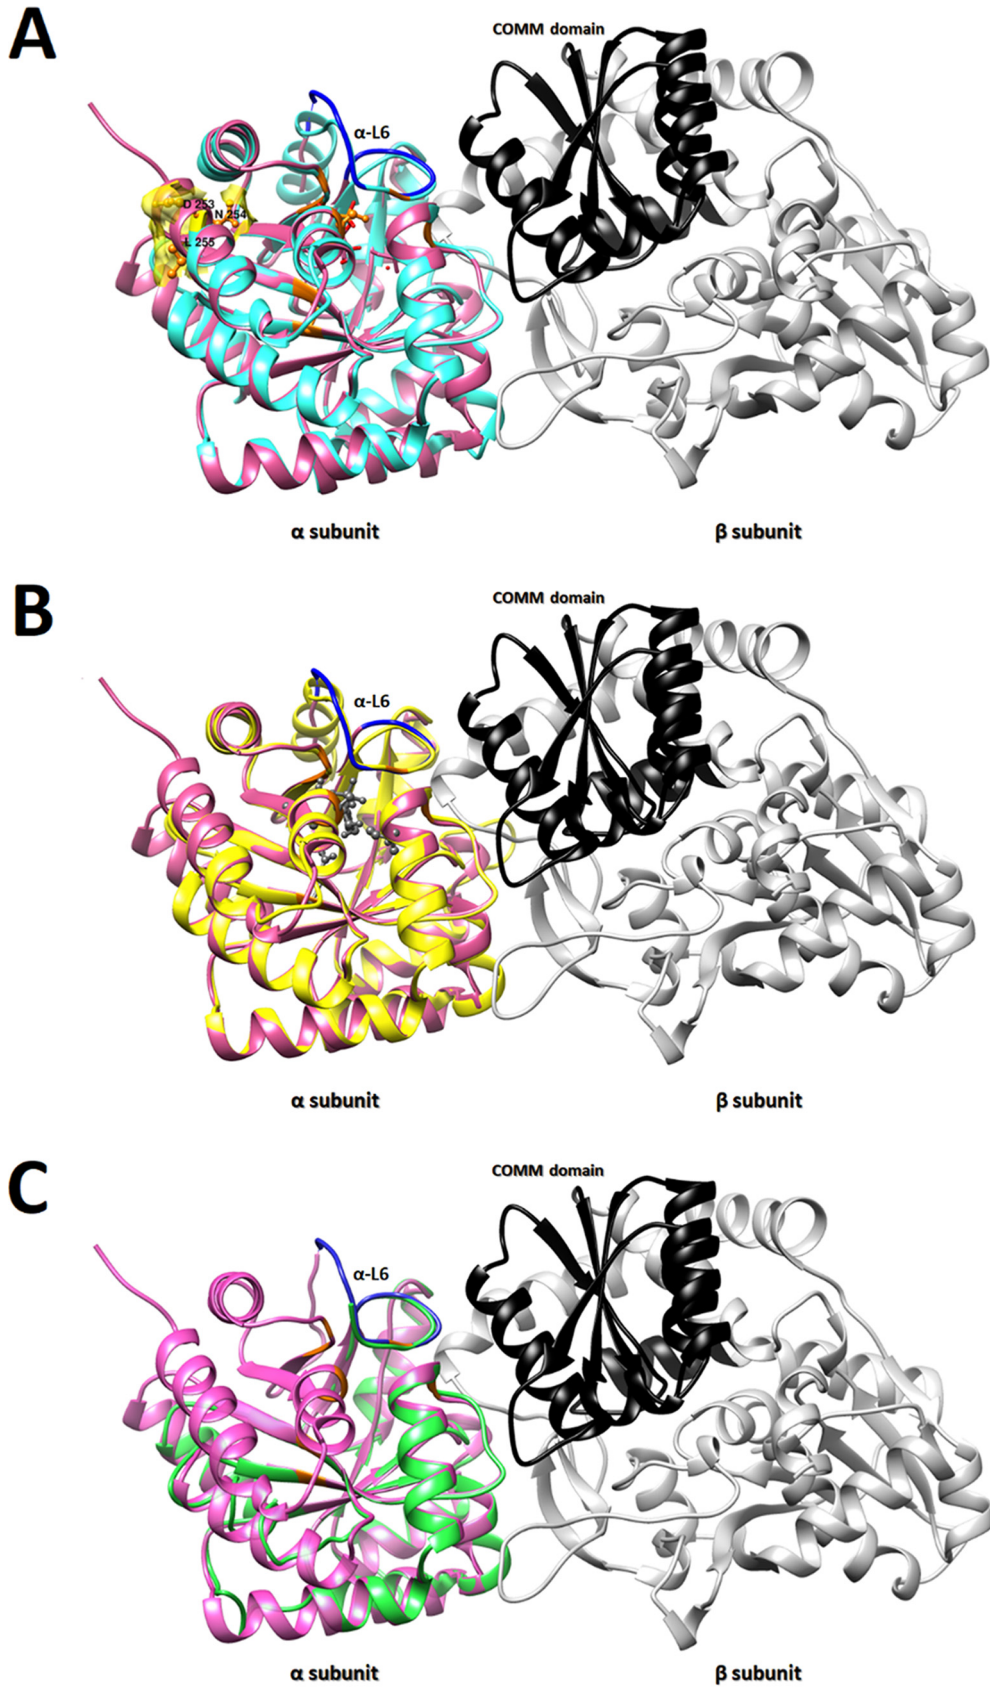 A
COMM domain
α-L6
D 253
N 254
L 255
α subunit
β subunit
B
COMM domain
α-L6
α subunit
β subunit
C
COMM domain
α-L6
α subunit
β subunit